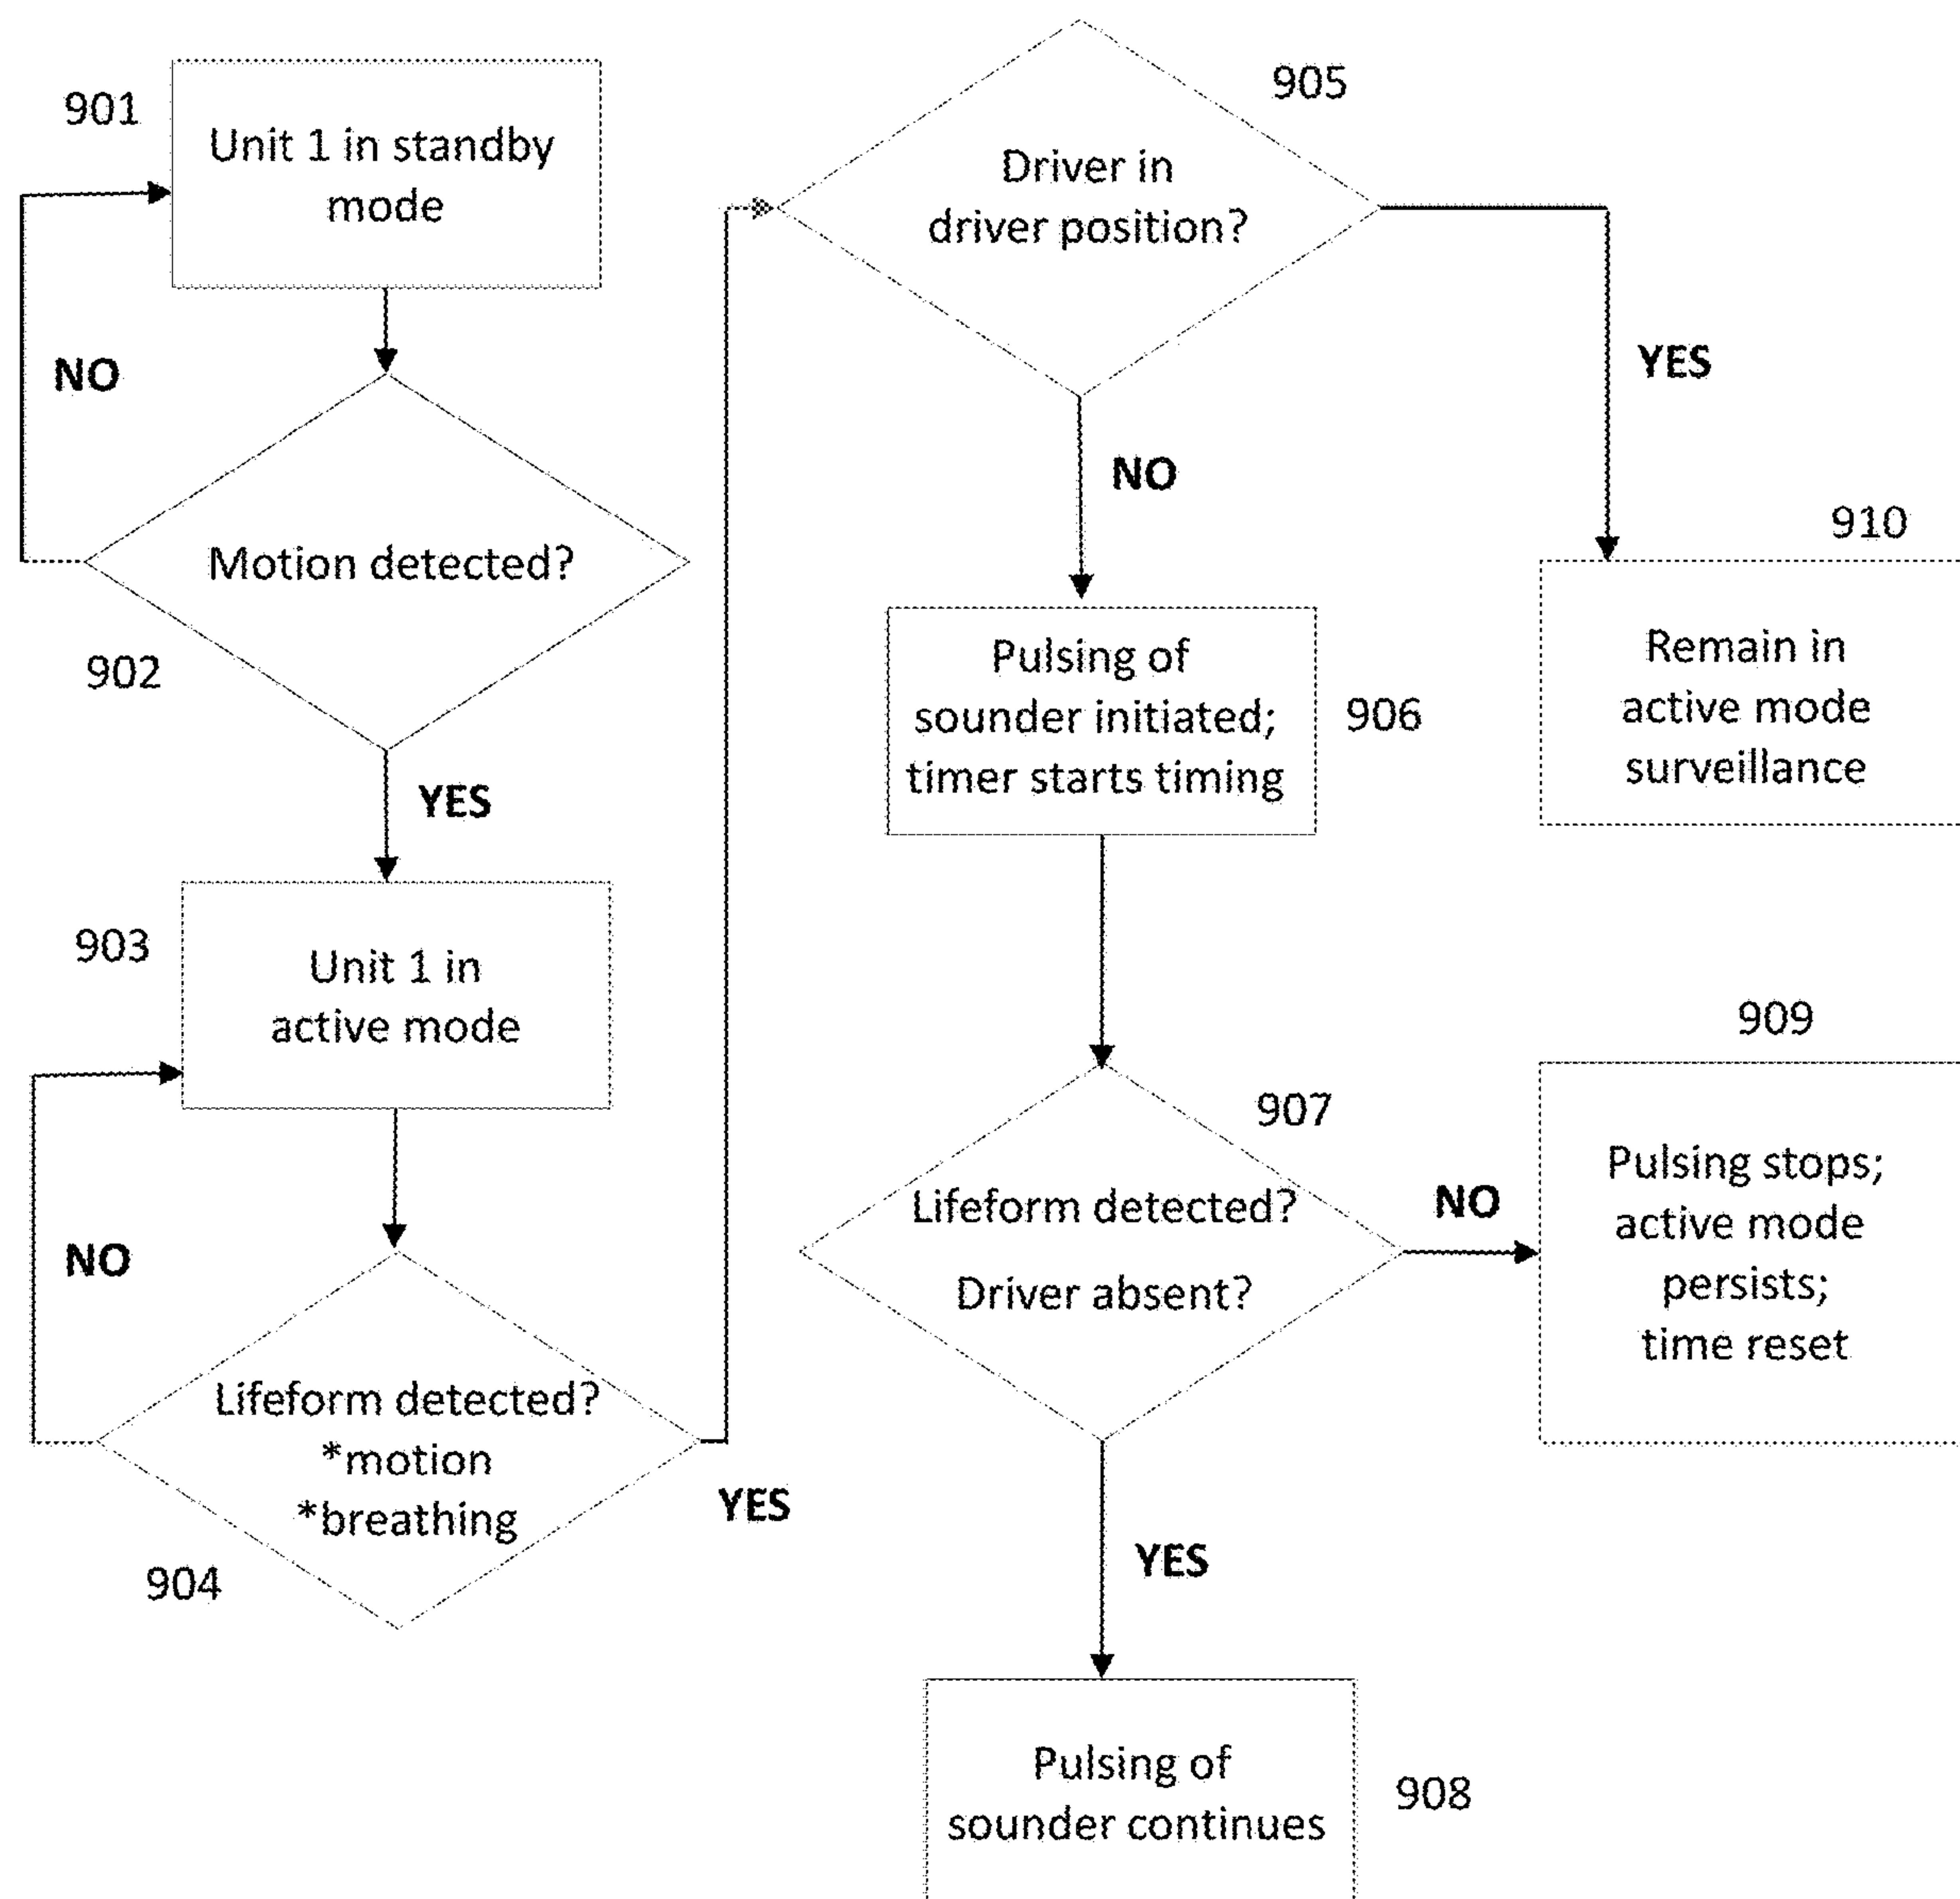 901
Unit 1 in standby
mode
NO
Motion detected?
902
YES
903
Unit 1 in
active mode
NO
Lifeform detected?
*motion
*breathing
904
YES
905
Driver in
driver position?
YES
NO
910
Remain in
active mode
surveillance
Pulsing of
sounder initiated;
timer starts timing
906
907
Lifeform detected?
Driver absent?
NO
909
Pulsing stops;
active mode
persists;
time reset
YES
Pulsing of
sounder continues
908